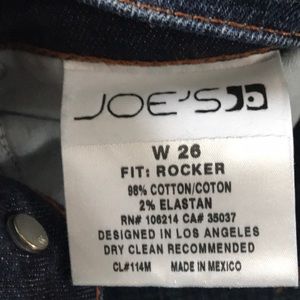 JOE'S
W 26
FIT: ROCKER
98% COTTON/COTON
2% ELASTAN
RN# 106214 CA# 35037
DESIGNED IN LOS ANGELES
DRY CLEAN RECOMMENDED
CL#114M MADE IN MEXICO